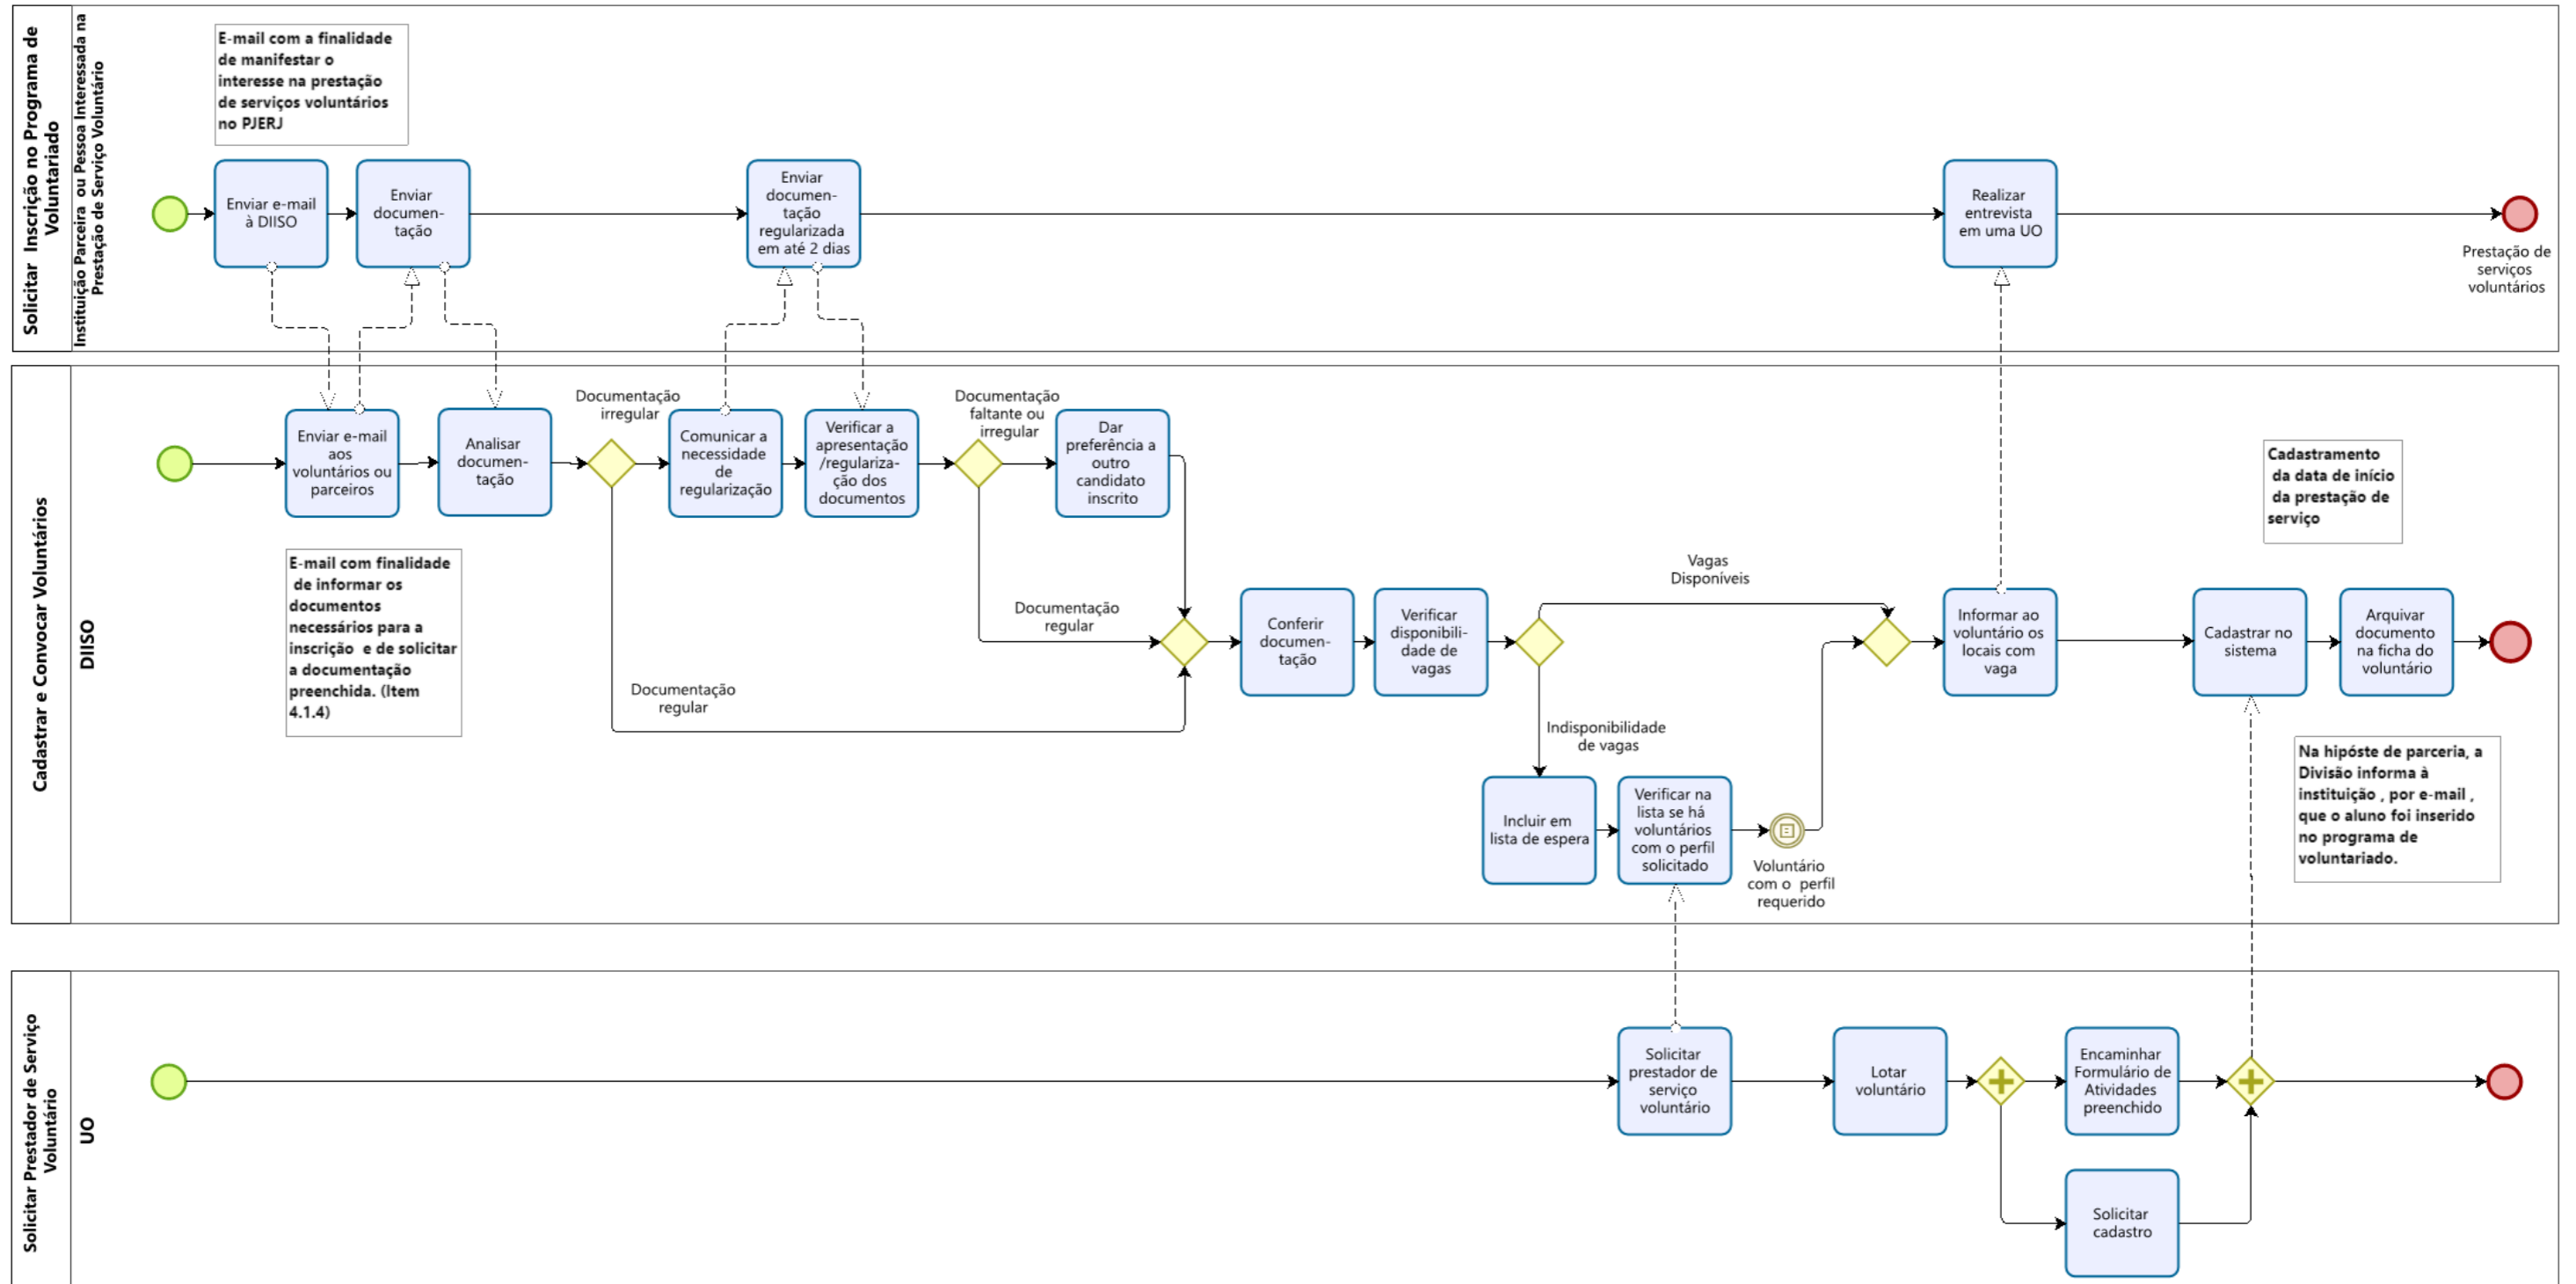 Solicitar Inscrição no Programa de
Voluntariado
Instituição Parceira ou Pessoa Interessada na
Prestação de Serviço Voluntário
E-mail com a finalidade
de manifestar o
interesse na prestação
de serviços voluntários
no PJERJ
Enviar e-mail
à DIISO
Enviar
documen-
tação
Enviar
documen-
tação
regularizada
em até 2 dias
Realizar
entrevista
em uma UO
Prestação de
serviços
voluntários
Cadastrar e Convocar Voluntários
DIISO
Enviar e-mail
aos
voluntários ou
parceiros
Analisar
documen-
tação
Documentação
irregular
Comunicar a
necessidade
de
regularização
Verificar a
apresentação
/regulariza-
ção dos
documentos
Documentação
faltante ou
irregular
Dar
preferência a
outro
candidato
inscrito
E-mail com finalidade
de informar os
documentos
necessários para a
inscrição e de solicitar
a documentação
preenchida. (Item
4.1.4)
Documentação
regular
Documentação
regular
Conferir
documen-
tação
Verificar
disponibili-
dade de
vagas
Vagas
Disponíveis
Indisponibilidade
de vagas
Incluir em
lista de espera
Verificar na
lista se há
voluntários
com o perfil
solicitado
Voluntário
com o perfil
requerido
Informar ao
voluntário os
locais com
vaga
Cadastramento
da data de início
da prestação de
serviço
Cadastrar no
sistema
Arquivar
documento
na ficha do
voluntário
Na hipóste de parceria, a
Divisão informa à
instituição , por e-mail ,
que o aluno foi inserido
no programa de
voluntariado.
Solicitar Prestador de Serviço
Voluntário
UO
Solicitar
prestador de
serviço
voluntário
Lotar
voluntário
Encaminhar
Formulário de
Atividades
preenchido
Solicitar
cadastro